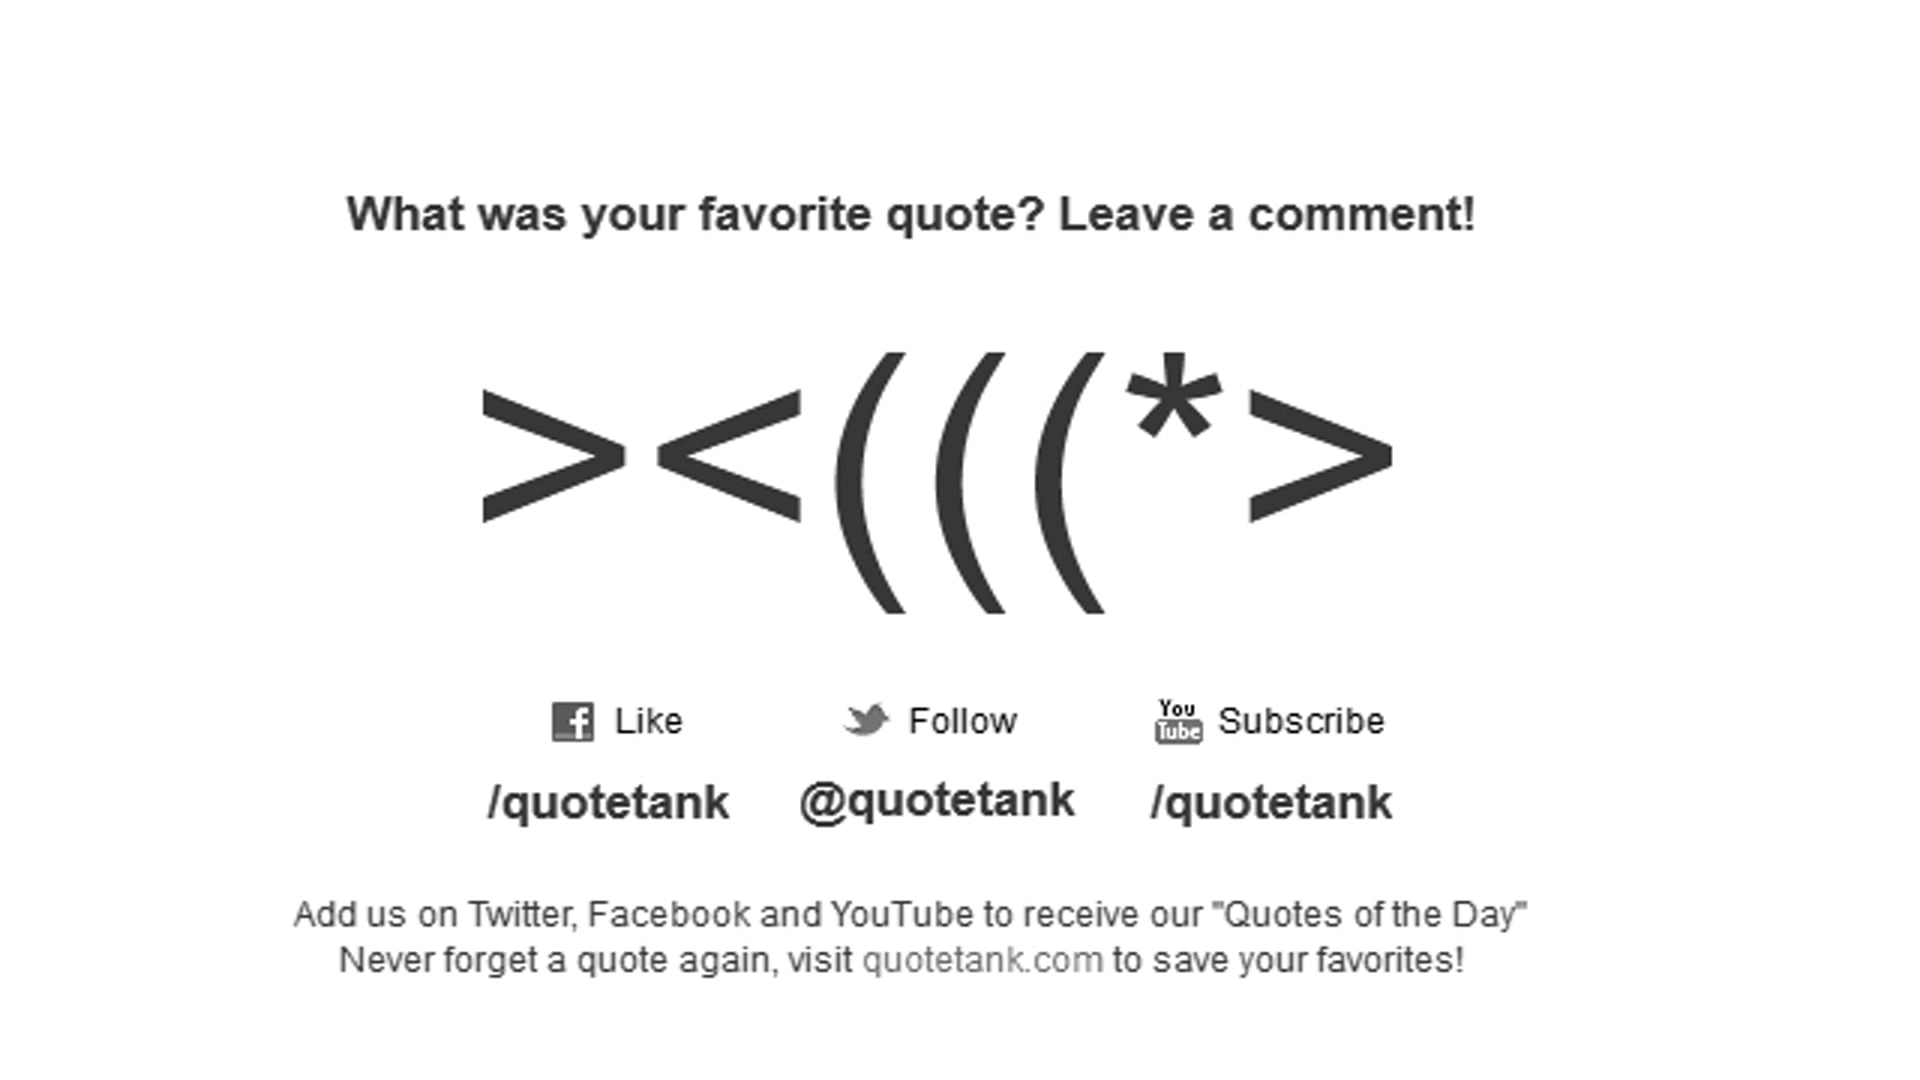 What was your favorite quote? Leave a comment!
><(((*>
f Like
Follow
You Tube Subscribe
/quotetank
@quotetank
/quotetank
Add us on Twitter, Facebook and YouTube to receive our "Quotes of the Day"
Never forget a quote again, visit quotetank.com to save your favorites!